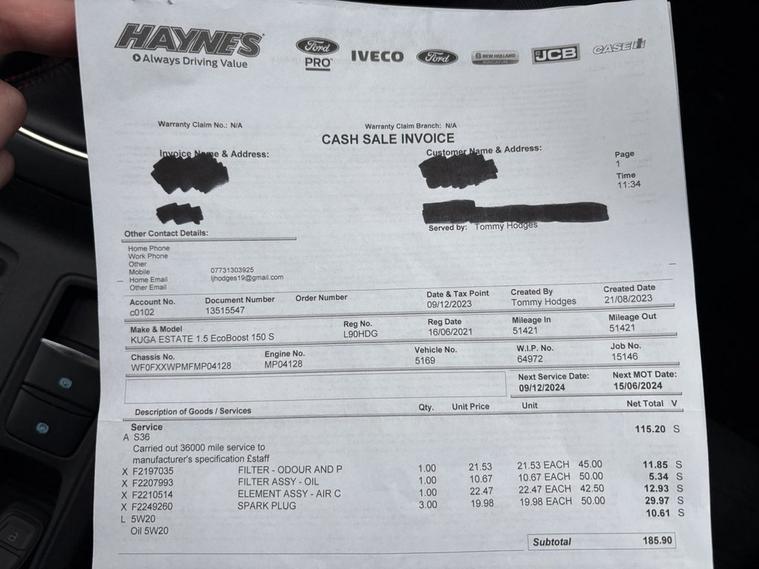 HAYNES
Always Driving Value
Ford PRO IVECO Ford NEW HOLLAND JCB CASE IH
Warranty Claim No.: N/A Warranty Claim Branch: N/A
CASH SALE INVOICE
Invoice Name & Address: Customer Name & Address:
Page
1
Time
11:34
Served by: Tommy Hodges
Other Contact Details:
Home Phone
Work Phone
Other
Mobile 07731303925
Home Email ljhodges19@gmail.com
Other Email
Account No. Document Number Order Number Date & Tax Point Created By Created Date
c0102 13515547 09/12/2023 Tommy Hodges 21/08/2023
Make & Model Reg No. Reg Date Mileage In Mileage Out
KUGA ESTATE 1.5 EcoBoost 150 S L90HDG 16/06/2021 51421 51421
Chassis No. Engine No. Vehicle No. W.I.P. No. Job No.
WF0FXXWPMFMP04128 MP04128 5169 64972 15146
Next Service Date: Next MOT Date:
09/12/2024 15/06/2024
Description of Goods / Services Qty. Unit Price Unit Net Total V
Service 115.20 S
A S36
Carried out 36000 mile service to
manufacturer's specification £staff
X F2197035 FILTER - ODOUR AND P 1.00 21.53 21.53 EACH 45.00 11.85 S
X F2207993 FILTER ASSY - OIL 1.00 10.67 10.67 EACH 50.00 5.34 S
X F2210514 ELEMENT ASSY - AIR C 1.00 22.47 22.47 EACH 42.50 12.93 S
X F2249260 SPARK PLUG 3.00 19.98 19.98 EACH 50.00 29.97 S
L 5W20 10.61 S
Oil 5W20
Subtotal 185.90